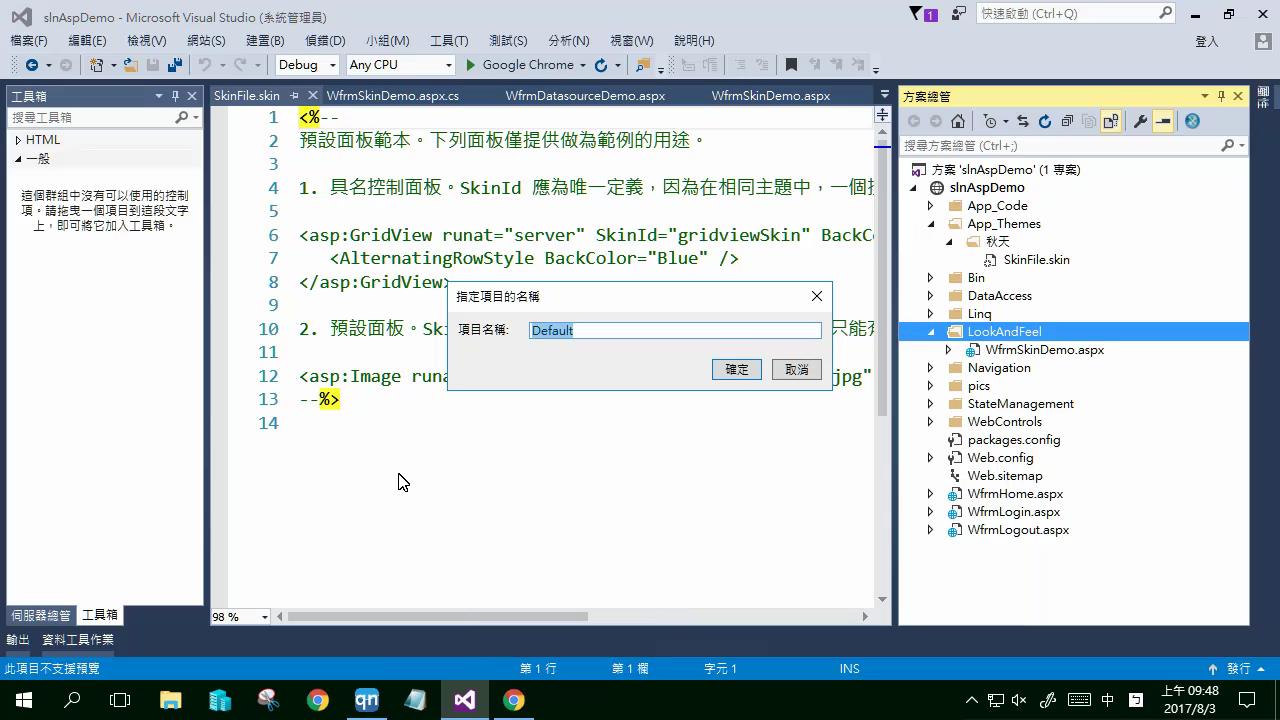 slnAspDemo - Microsoft Visual Studio (系統管理員)
1
快速啟動 (Ctrl+Q)
檔案(F) 編輯(E) 檢視(V) 網站(S) 建置(B) 偵錯(D) 小組(M) 工具(T) 測試(S) 分析(N) 視窗(W) 說明(H)
登入
Debug Any CPU Google Chrome
工具箱
搜尋工具箱
HTML
一般
這個群組中沒有可以使用的控制
項。請拖曳一個項目到這段文字
上，即可將它加入工具箱。
伺服器總管 工具箱
SkinFile.skin WfrmSkinDemo.aspx.cs WfrmDatasourceDemo.aspx WfrmSkinDemo.aspx
1 <%--
2 預設面板範本。下列面板僅提供做為範例的用途。
3
4 1. 具名控制面板。SkinId 應為唯一定義，因為在相同主題中，一個
5
6 <asp:GridView runat="server" SkinId="gridviewSkin" BackCo
7 <AlternatingRowStyle BackColor="Blue" />
8 </asp:GridView>
9
10 2. 預設面板。Sk 只能
11
12 <asp:Image runa jpg"
13 --%>
14
指定項目的名稱
項目名稱: Default
確定 取消
98 %
方案總管
搜尋方案總管 (Ctrl+;)
方案 'slnAspDemo' (1 專案)
slnAspDemo
App_Code
App_Themes
秋天
SkinFile.skin
Bin
DataAccess
Linq
LookAndFeel
WfrmSkinDemo.aspx
Navigation
pics
StateManagement
WebControls
packages.config
Web.config
Web.sitemap
WfrmHome.aspx
WfrmLogin.aspx
WfrmLogout.aspx
輸出 資料工具作業
此項目不支援預覽 第 1 行 第 1 欄 字元 1 INS 發行
qn
中
上午 09:48
2017/8/3